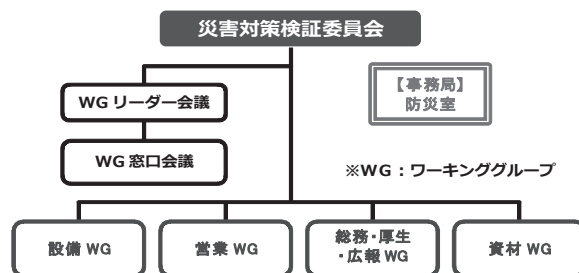 災害対策検証委員会
WG リーダー会議
【事務局】
防災室
WG 窓口会議
※WG：ワーキンググループ
設備 WG
営業 WG
総務・厚生
・広報 WG
資材 WG